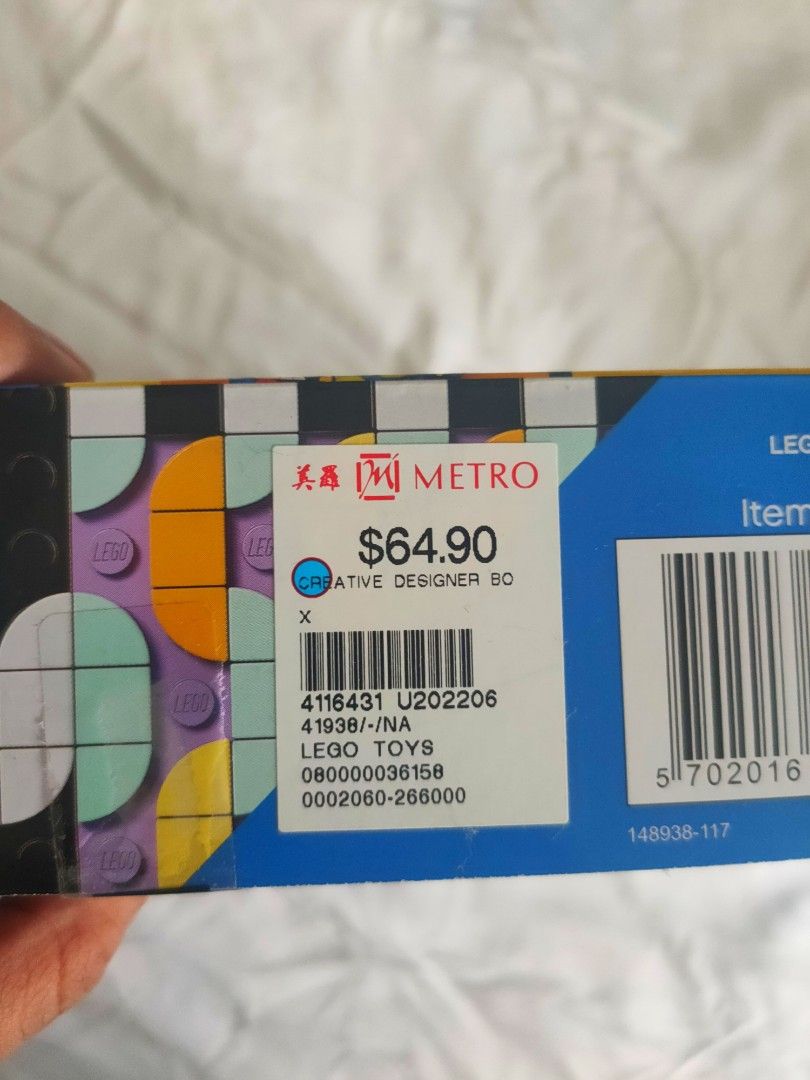 美羅 M METRO
$64.90
CREATIVE DESIGNER BO
X
4116431 U202206
41938/-/NA
LEGO TOYS
080000036158
0002060-266000
LEG
Item
5 702016
148938-117
LEGO
LEG
LEGO
LEGO